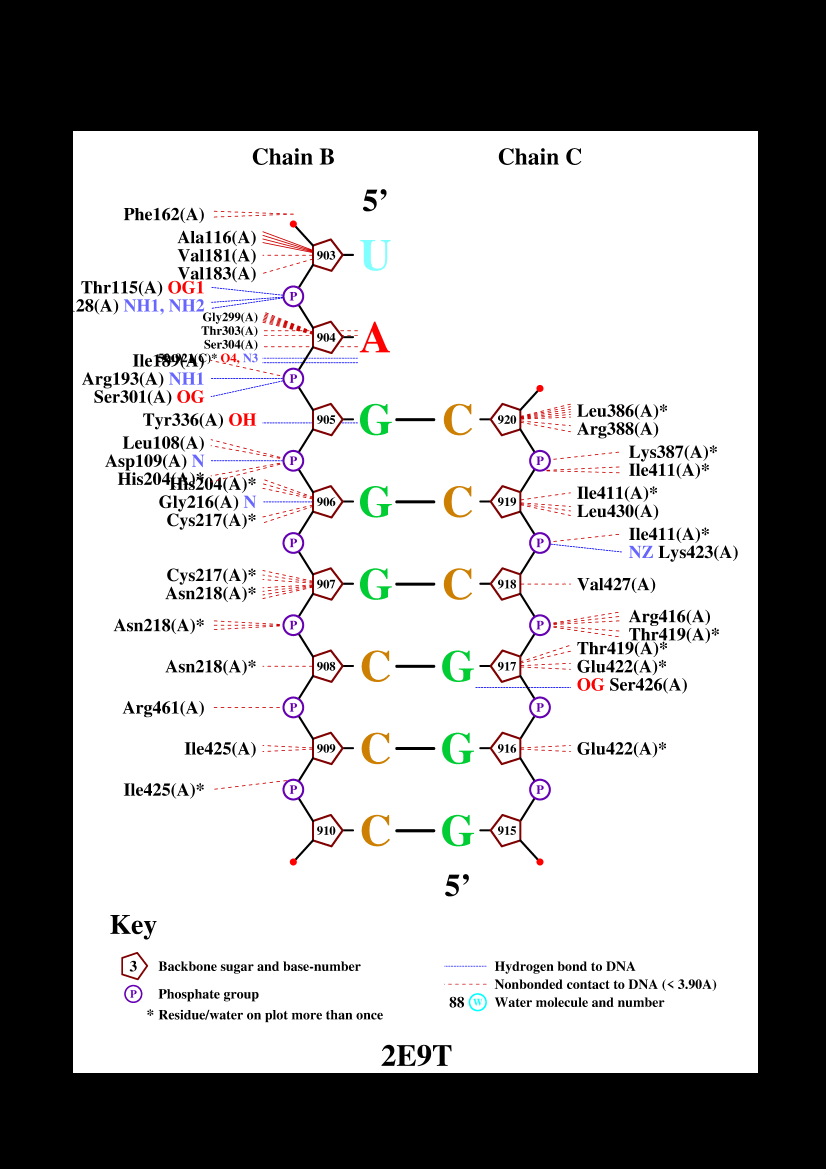 Chain B
Chain C
5’
Phe162(A)
Ala116(A)
Val181(A)
Val183(A)
903 U
Thr115(A) OG1
28(A) NH1, NH2
P
Gly299(A)
Thr303(A)
Ser304(A)
904 A
(C)* O4, N3
Ile189(A)
Arg193(A) NH1
Ser301(A) OG
P
Tyr336(A) OH
905 G C 920
Leu386(A)*
Arg388(A)
Leu108(A)
Asp109(A) N
His204(A)*
P
P
Lys387(A)*
Ile411(A)*
His204(A)*
Gly216(A) N
Cys217(A)*
906 G C 919
Ile411(A)*
Leu430(A)
P
P
Ile411(A)*
NZ Lys423(A)
Cys217(A)*
Asn218(A)*
907 G C 918
Val427(A)
Asn218(A)*
P
P
Arg416(A)
Thr419(A)*
Asn218(A)*
908 C G 917
Thr419(A)*
Glu422(A)*
OG Ser426(A)
Arg461(A)
P
P
Ile425(A)
909 C G 916
Glu422(A)*
Ile425(A)*
P
P
910 C G 915
5’
Key
3 Backbone sugar and base-number
P Phosphate group
* Residue/water on plot more than once
Hydrogen bond to DNA
Nonbonded contact to DNA (< 3.90A)
88 W Water molecule and number
2E9T